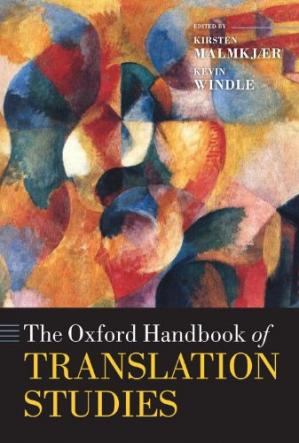 EDITED BY
KIRSTEN
MALMKJÆR
KEVIN
WINDLE
The Oxford Handbook of
TRANSLATION
STUDIES